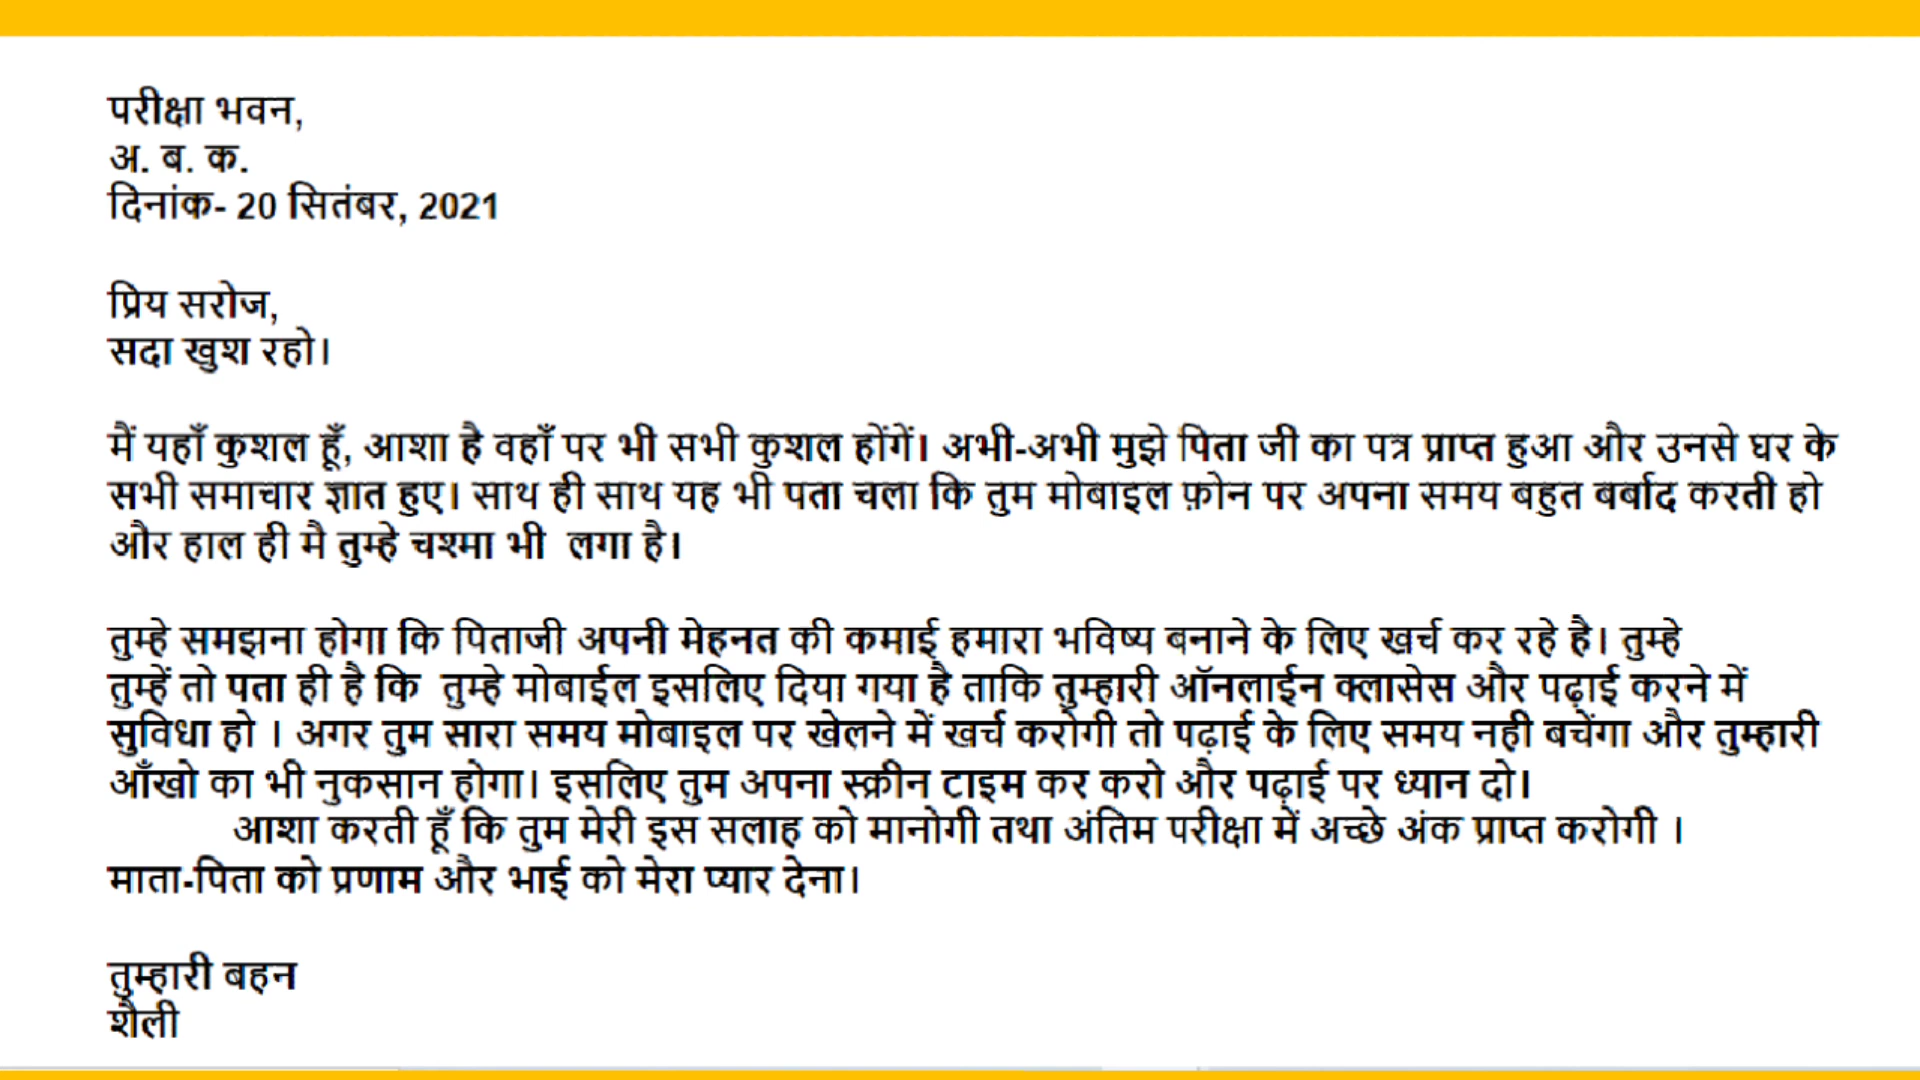 परीक्षा भवन,
अ. ब. क.
दिनांक- 20 सितंबर, 2021
प्रिय सरोज,
सदा खुश रहो।
मैं यहाँ कुशल हूँ, आशा है वहाँ पर भी सभी कुशल होंगें। अभी-अभी मुझे पिता जी का पत्र प्राप्त हुआ और उनसे घर के
सभी समाचार ज्ञात हुए। साथ ही साथ यह भी पता चला कि तुम मोबाइल फ़ोन पर अपना समय बहुत बर्बाद करती हो
और हाल ही मै तुम्हे चश्मा भी लगा है।
तुम्हे समझना होगा कि पिताजी अपनी मेहनत की कमाई हमारा भविष्य बनाने के लिए खर्च कर रहे है। तुम्हे
तुम्हें तो पता ही है कि तुम्हे मोबाईल इसलिए दिया गया है ताकि तुम्हारी ऑनलाईन क्लासेस और पढ़ाई करने में
सुविधा हो । अगर तुम सारा समय मोबाइल पर खेलने में खर्च करोगी तो पढ़ाई के लिए समय नही बचेंगा और तुम्हारी
आँखो का भी नुकसान होगा। इसलिए तुम अपना स्क्रीन टाइम कर करो और पढ़ाई पर ध्यान दो।
आशा करती हूँ कि तुम मेरी इस सलाह को मानोगी तथा अंतिम परीक्षा में अच्छे अंक प्राप्त करोगी ।
माता-पिता को प्रणाम और भाई को मेरा प्यार देना।
तुम्हारी बहन
शैली